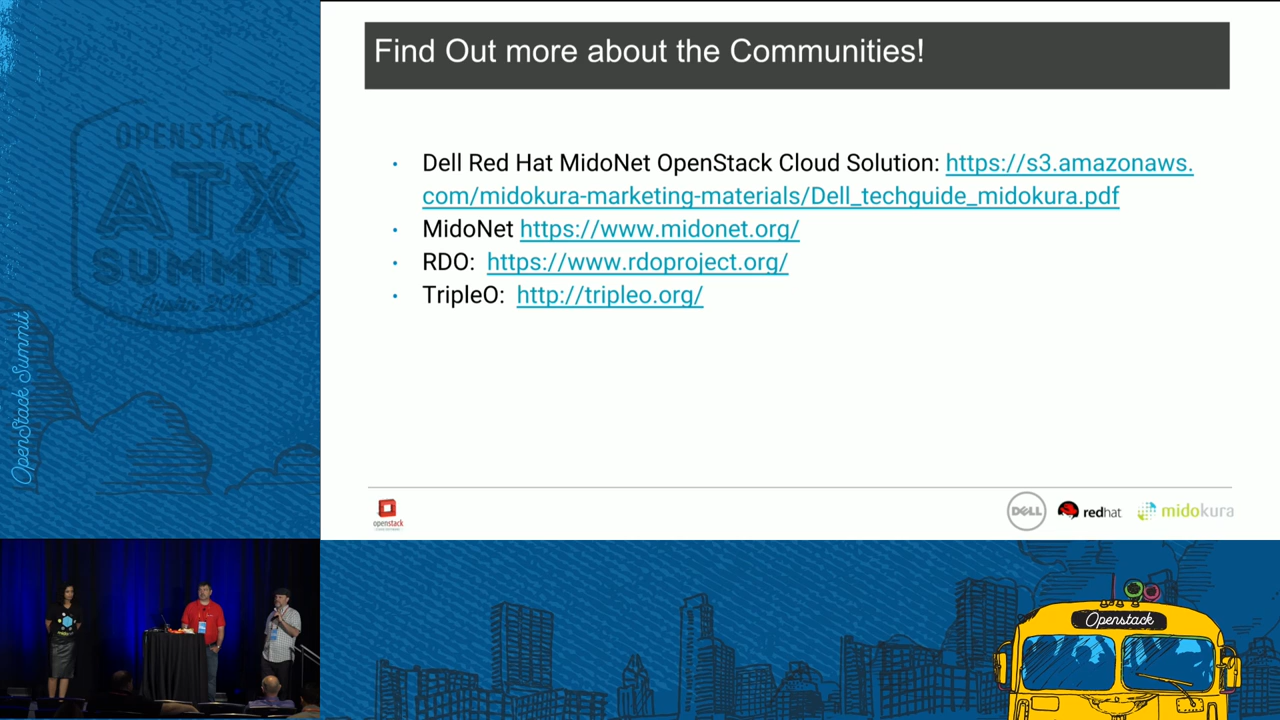 Find Out more about the Communities!
• Dell Red Hat MidoNet OpenStack Cloud Solution: https://s3.amazonaws.
com/midokura-marketing-materials/Dell_techguide_midokura.pdf
• MidoNet https://www.midonet.org/
• RDO:  https://www.rdoproject.org/
• TripleO:  http://tripleo.org/
openstack
DELL
redhat
midokura
OPENSTACK
ATX
SUMMIT
Austin 2016
OpenStack Summit
Openstack